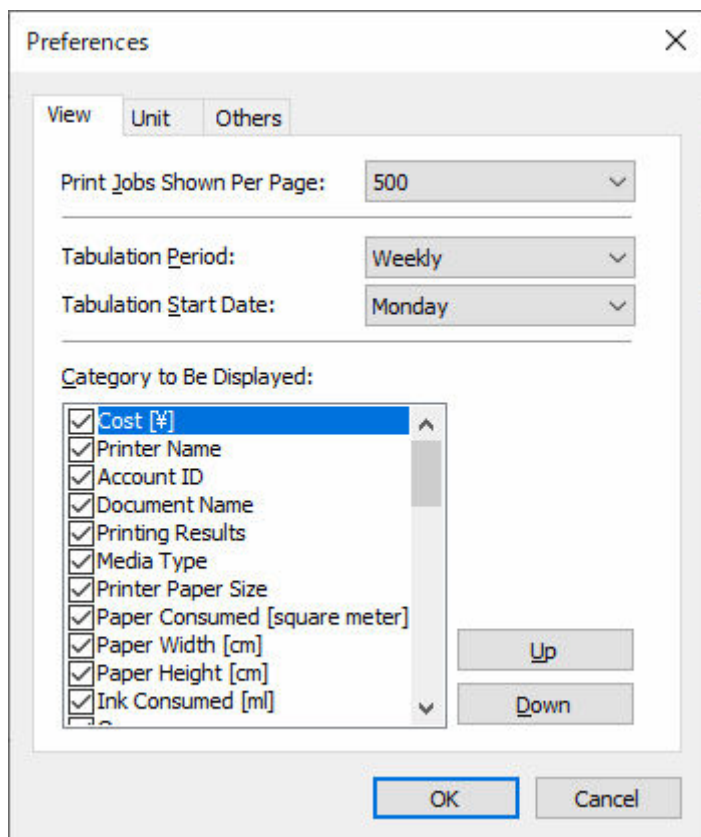 Preferences
View Unit Others
Print Jobs Shown Per Page: 500
Tabulation Period: Weekly
Tabulation Start Date: Monday
Category to Be Displayed:
Cost [¥]
Printer Name
Account ID
Document Name
Printing Results
Media Type
Printer Paper Size
Paper Consumed [square meter]
Paper Width [cm]
Paper Height [cm]
Ink Consumed [ml]
Up
Down
OK Cancel